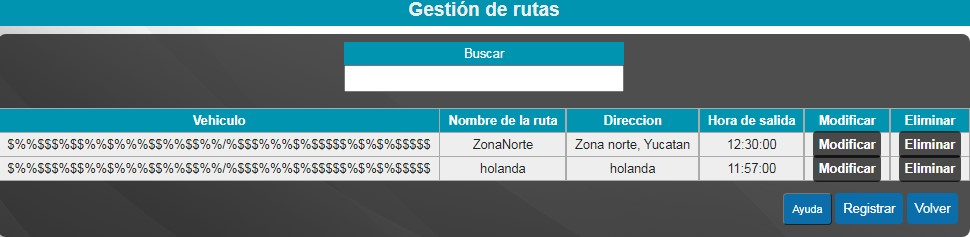 Gestión de rutas
Buscar
Vehiculo Nombre de la ruta Direccion Hora de salida Modificar Eliminar
$%%$$$%$$%%$%%%$$%%$$%%/%$$$%%%$%$$$$$%$%$%$$$$ ZonaNorte Zona norte, Yucatan 12:30:00 Modificar Eliminar
$%%$$$%$$%%$%%%$$%%$$%%/%$$$%%%$%$$$$$%$%$%$$$$ holanda holanda 11:57:00 Modificar Eliminar
Ayuda Registrar Volver